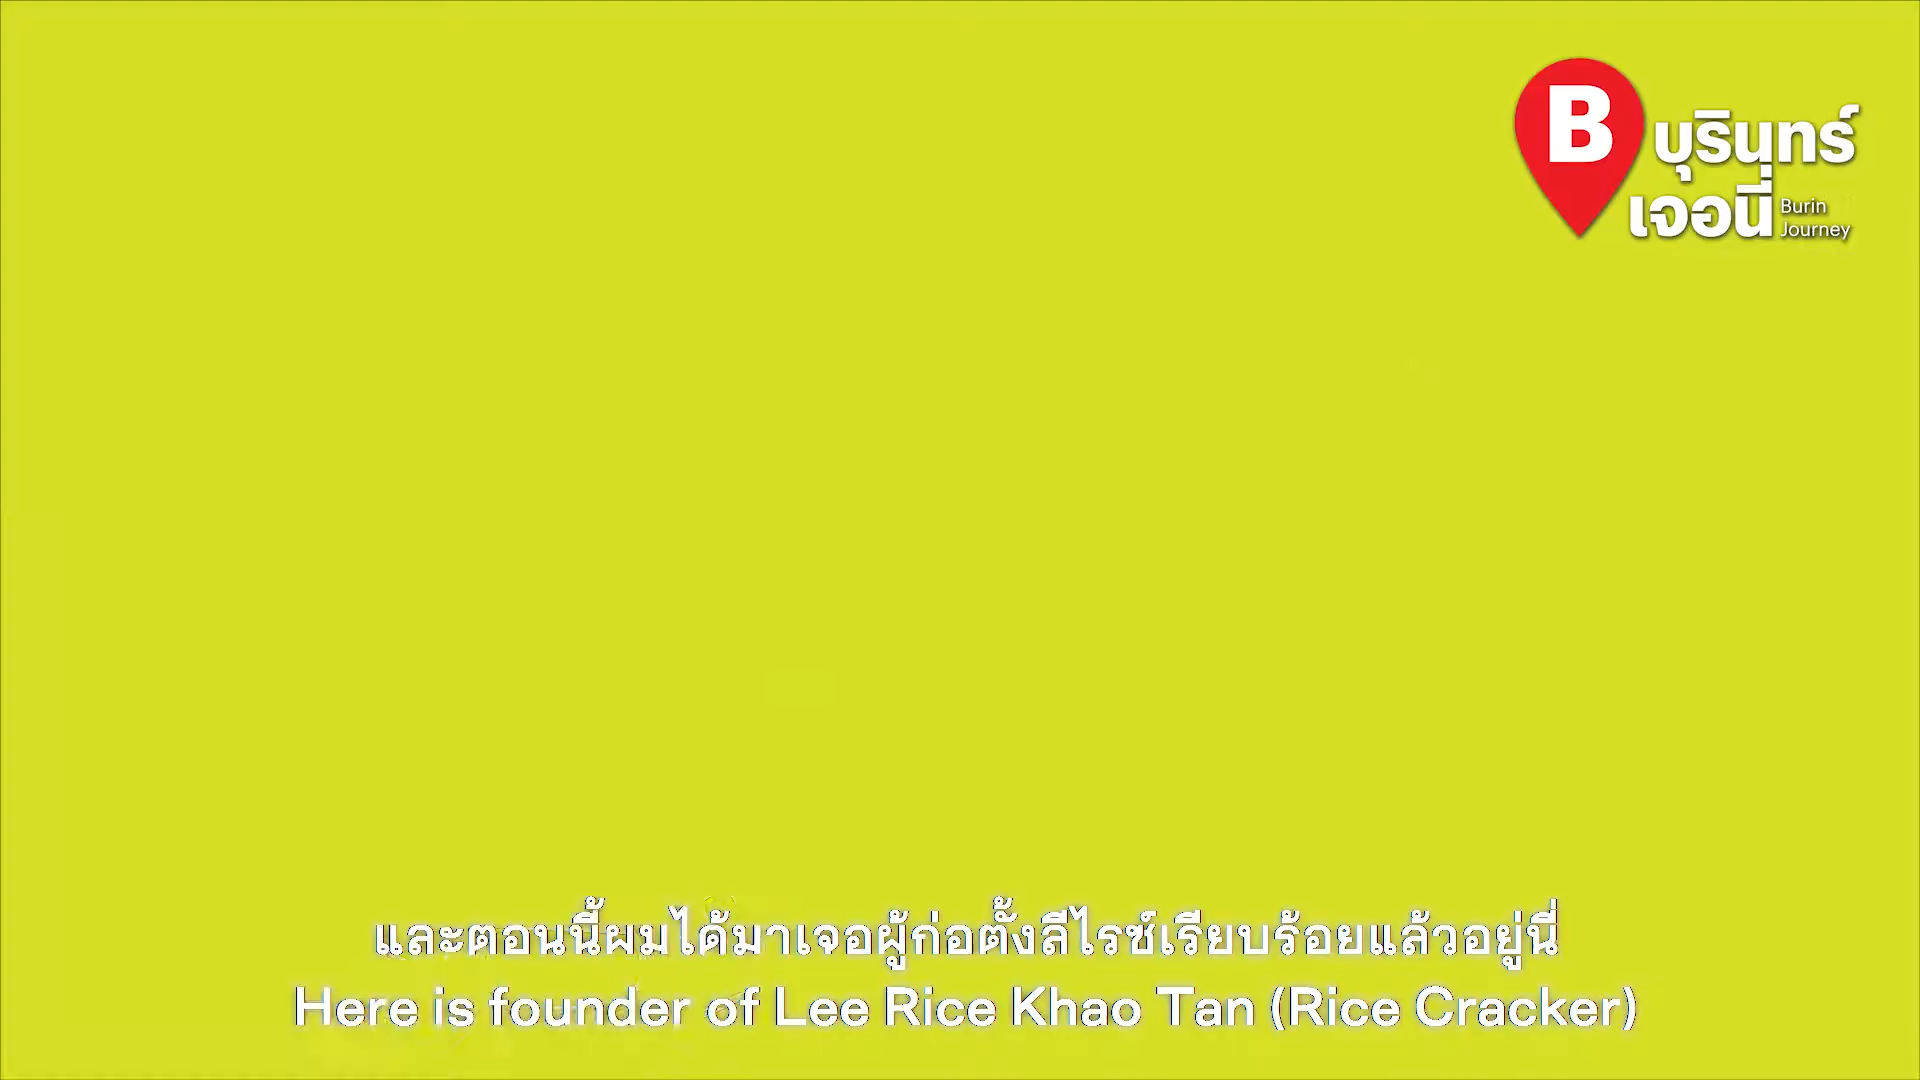 B
บุรินทร์
เจอนี่
Burin
Journey
และตอนนี้ผมได้มาเจอผู้ก่อตั้งลีไรซ์เรียบร้อยแล้วอยู่นี่
Here is founder of Lee Rice Khao Tan (Rice Cracker)